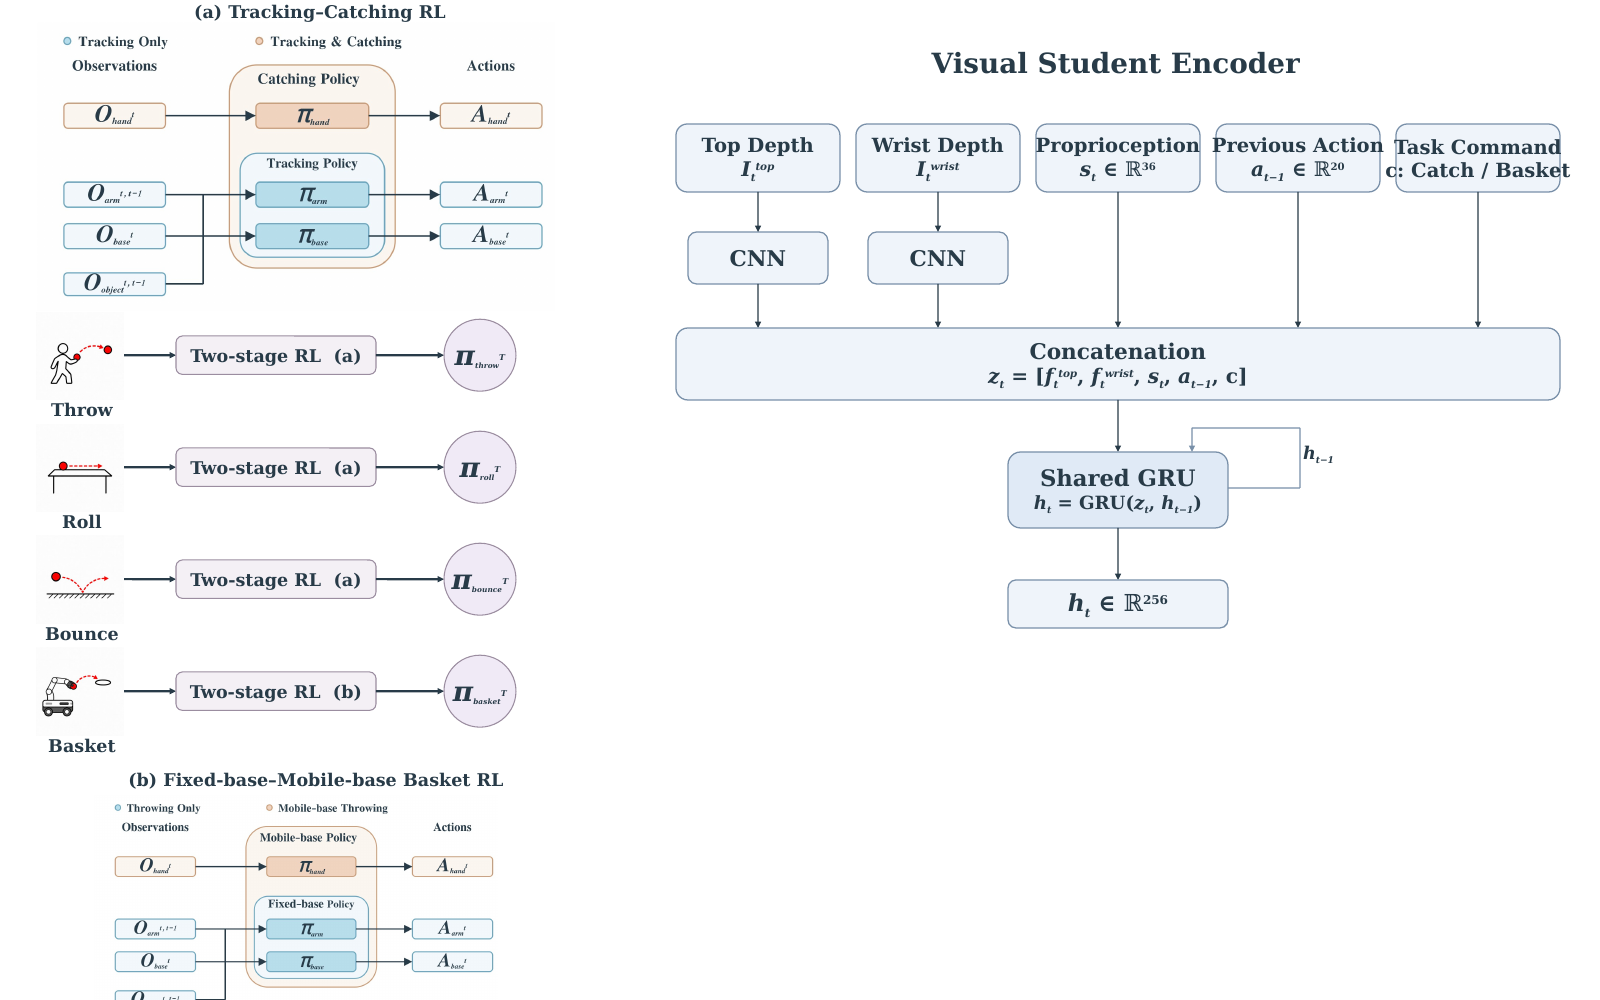 (a) Tracking–Catching RL
Tracking Only
Tracking & Catching
Observations
Actions
Catching Policy
O_hand^t
π_hand
A_hand^t
Tracking Policy
O_arm^t,t−1
π_arm
A_arm^t
O_base^t
π_base
A_base^t
O_object^t,t−1
Two-stage RL (a)
π_throw^T
Throw
Two-stage RL (a)
π_roll^T
Roll
Two-stage RL (a)
π_bounce^T
Bounce
Two-stage RL (b)
π_basket^T
Basket
(b) Fixed-base–Mobile-base Basket RL
Throwing Only
Mobile-base Throwing
Observations
Actions
Mobile-base Policy
O_hand^t
π_hand
A_hand^t
Fixed-base Policy
O_arm^t,t−1
π_arm
A_arm^t
O_base^t
π_base
A_base^t
Visual Student Encoder
Top Depth
I_t^top
Wrist Depth
I_t^wrist
Proprioception
s_t ∈ ℝ³⁶
Previous Action
a_t−1 ∈ ℝ²⁰
Task Command
c: Catch / Basket
CNN
CNN
Concatenation
z_t = [f_t^top, f_t^wrist, s_t, a_t−1, c]
Shared GRU
h_t = GRU(z_t, h_t−1)
h_t−1
h_t ∈ ℝ²⁵⁶